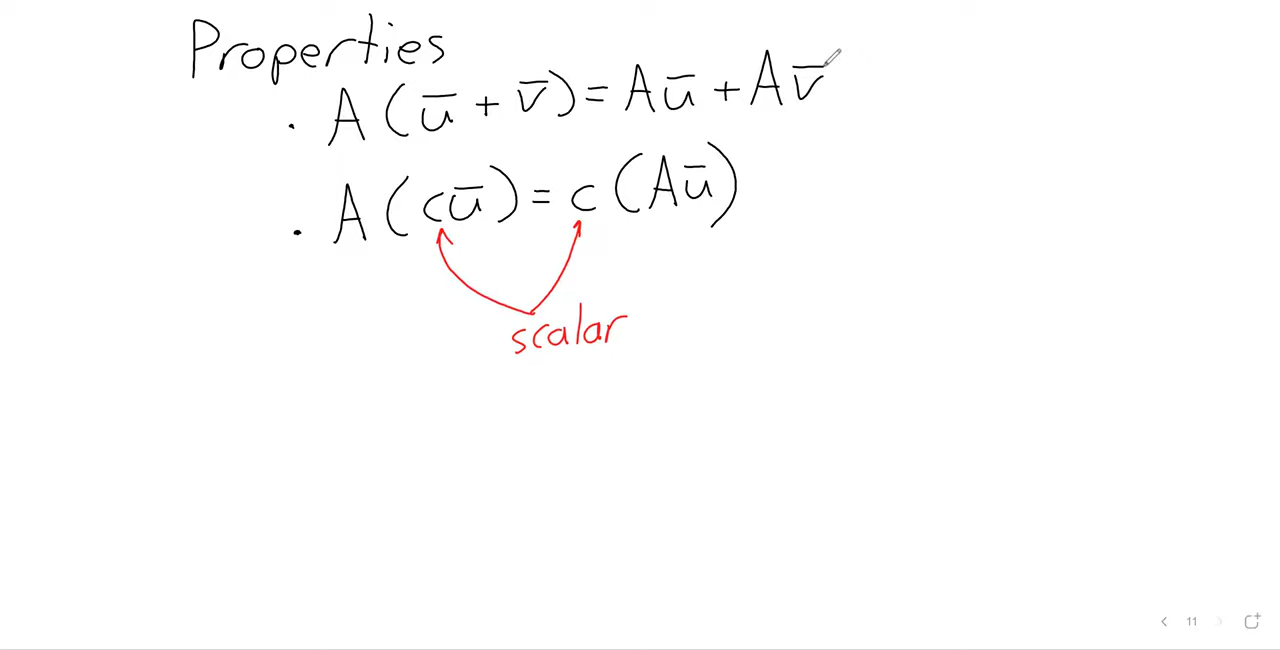 Properties
. A(ū + v̄) = Aū + Av̄
. A(cū) = c(Aū)
scalar
< 11 >